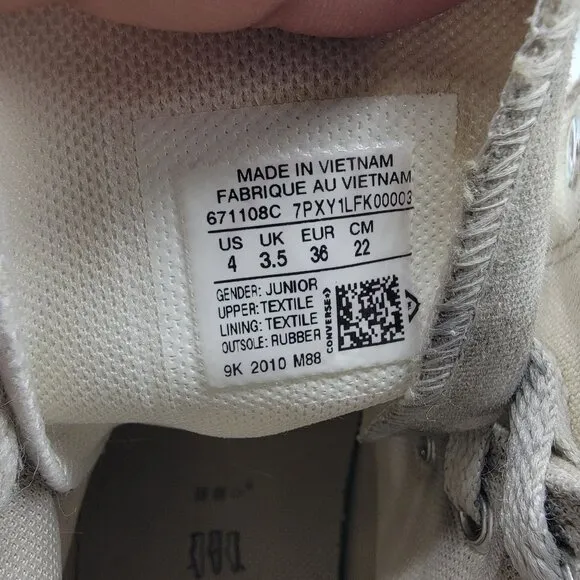 MADE IN VIETNAM
FABRIQUE AU VIETNAM
671108C 7PXY1LFK00003
US UK EUR CM
4 3.5 36 22
GENDER: JUNIOR
UPPER: TEXTILE
LINING: TEXTILE
OUTSOLE: RUBBER
CONVERSE
9K 2010 M88